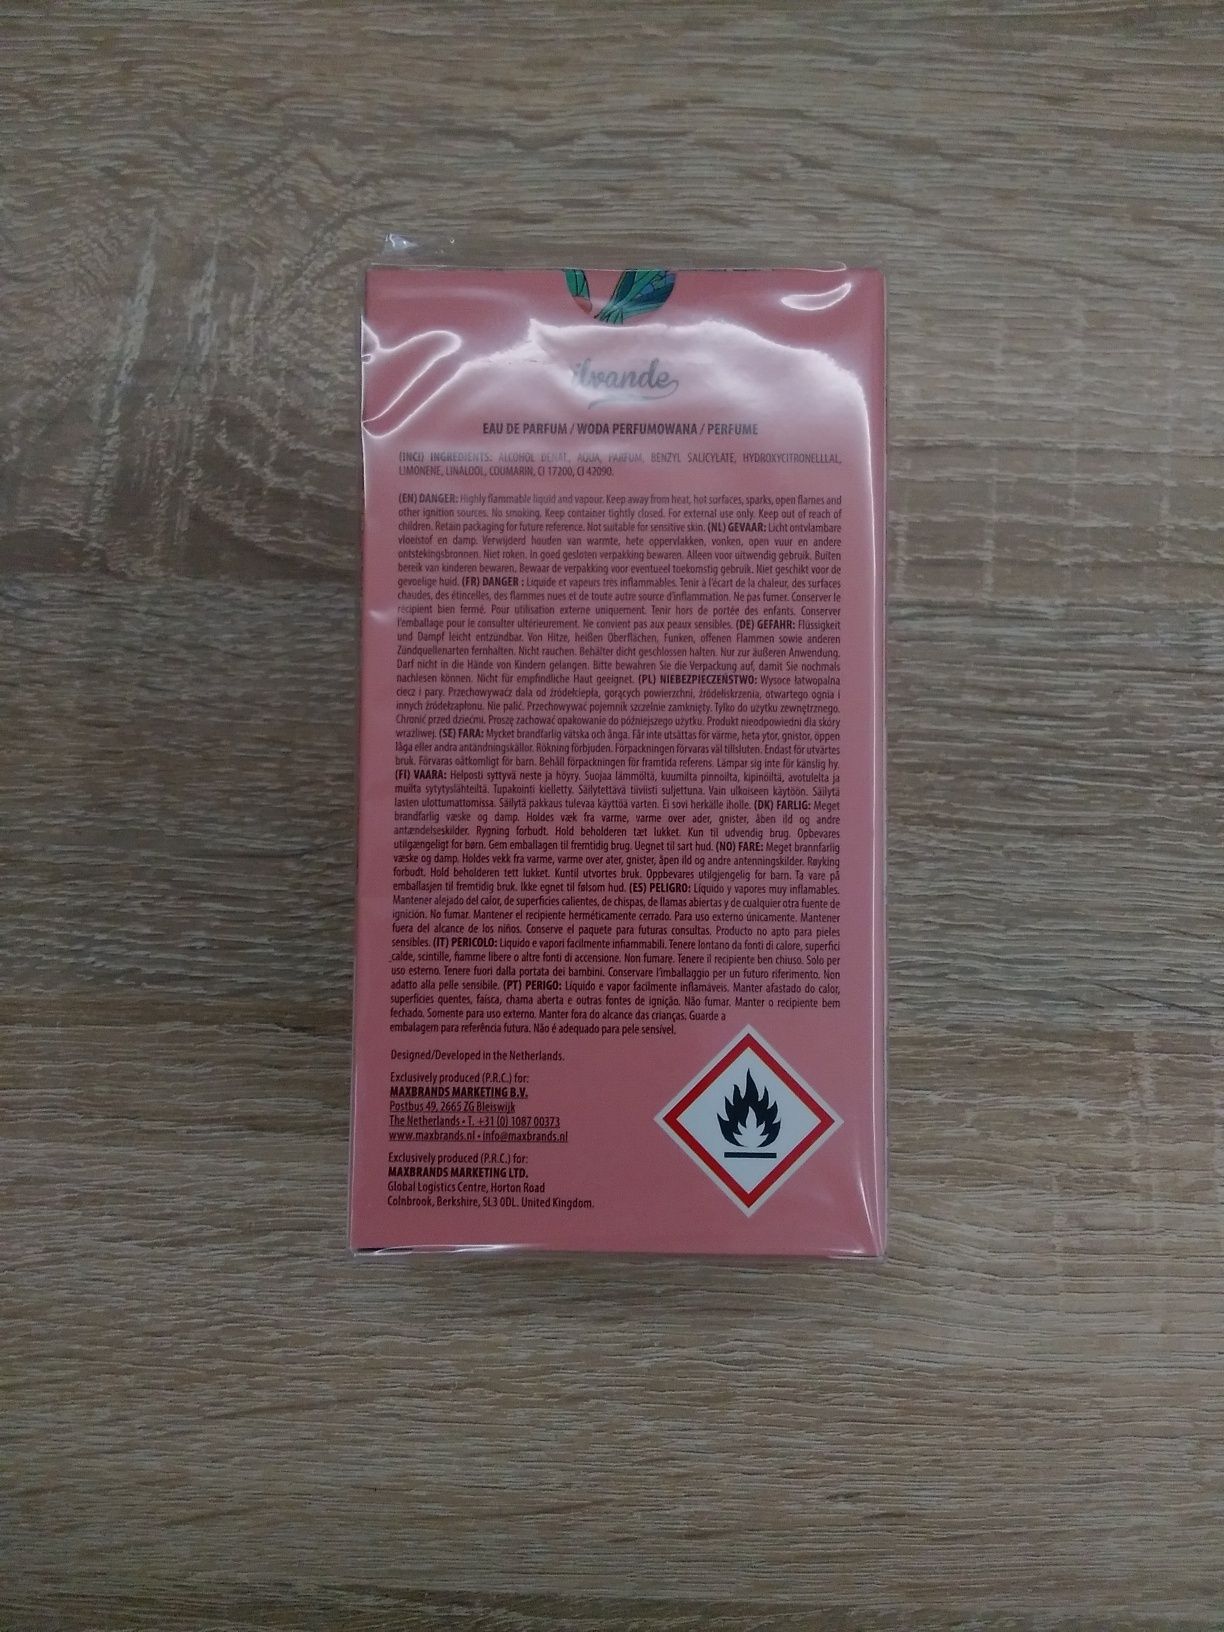 ilvande
EAU DE PARFUM / WODA PERFUMOWANA / PERFUME
(INCI) INGREDIENTS: ALCOHOL DENAT., AQUA, PARFUM, BENZYL SALICYLATE, HYDROXYCITRONELLLAL,
LIMONENE, LINALOOL, COUMARIN, CI 17200, CI 42090.
(EN) DANGER: Highly flammable liquid and vapour. Keep away from heat, hot surfaces, sparks, open flames and
other ignition sources. No smoking. Keep container tightly closed. For external use only. Keep out of reach of
children. Retain packaging for future reference. Not suitable for sensitive skin. (NL) GEVAAR: Licht ontvlambare
vloeistof en damp. Verwijderd houden van warmte, hete oppervlakken, vonken, open vuur en andere
ontstekingsbronnen. Niet roken. In goed gesloten verpakking bewaren. Alleen voor uitwendig gebruik. Buiten
bereik van kinderen bewaren. Bewaar de verpakking voor eventueel toekomstig gebruik. Niet geschikt voor de
gevoelige huid. (FR) DANGER : Liquide et vapeurs très inflammables. Tenir à l'écart de la chaleur, des surfaces
chaudes, des étincelles, des flammes nues et de toute autre source d'inflammation. Ne pas fumer. Conserver le
récipient bien fermé. Pour utilisation externe uniquement. Tenir hors de portée des enfants. Conserver
l'emballage pour le consulter ultérieurement. Ne convient pas aux peaux sensibles. (DE) GEFAHR: Flüssigkeit
und Dampf leicht entzündbar. Von Hitze, heißen Oberflächen, Funken, offenen Flammen sowie anderen
Zündquellenarten fernhalten. Nicht rauchen. Behälter dicht geschlossen halten. Nur zur äußeren Anwendung.
Darf nicht in die Hände von Kindern gelangen. Bitte bewahren Sie die Verpackung auf, damit Sie nochmals
nachlesen können. Nicht für empfindliche Haut geeignet. (PL) NIEBEZPIECZEŃSTWO: Wysoce łatwopalna
ciecz i pary. Przechowywać dala od źródełciepła, gorących powierzchni, źródełiskrzenia, otwartego ognia i
innych źródełzapłonu. Nie palić. Przechowywać pojemnik szczelnie zamknięty. Tylko do użytku zewnętrznego.
Chronić przed dziećmi. Proszę zachować opakowanie do późniejszego użytku. Produkt nieodpowiedni dla skóry
wrażliwej. (SE) FARA: Mycket brandfarlig vätska och ånga. Får inte utsättas för värme, heta ytor, gnistor, öppen
låga eller andra antändningskällor. Rökning förbjuden. Förpackningen förvaras väl tillsluten. Endast för utvärtes
bruk. Förvaras oåtkomligt för barn. Behåll förpackningen för framtida referens. Lämpar sig inte för känslig hy.
(FI) VAARA: Helposti syttyvä neste ja höyry. Suojaa lämmöltä, kuumilta pinnoilta, kipinöiltä, avotulelta ja
muilta sytytyslähteiltä. Tupakointi kielletty. Säilytettävä tiiviisti suljettuna. Vain ulkoiseen käytöön. Säilytä
lasten ulottumattomissa. Säilytä pakkaus tulevaa käyttöä varten. Ei sovi herkälle iholle. (DK) FARLIG: Meget
brandfarlig væske og damp. Holdes væk fra varme, varme over ader, gnister, åben ild og andre
antændelseskilder. Rygning forbudt. Hold beholderen tæt lukket. Kun til udvendig brug. Opbevares
utilgængeligt for børn. Gem emballagen til fremtidig brug. Uegnet til sart hud. (NO) FARE: Meget brannfarlig
væske og damp. Holdes vekk fra varme, varme over ater, gnister, åpen ild og andre antenningskilder. Røyking
forbudt. Hold beholderen tett lukket. Kuntil utvortes bruk. Oppbevares utilgjengelig for barn. Ta vare på
emballasjen til fremtidig bruk. Ikke egnet til følsom hud. (ES) PELIGRO: Líquido y vapores muy inflamables.
Mantener alejado del calor, de superficies calientes, de chispas, de llamas abiertas y de cualquier otra fuente de
ignición. No fumar. Mantener el recipiente herméticamente cerrado. Para uso externo únicamente. Mantener
fuera del alcance de los niños. Conserve el paquete para futuras consultas. Producto no apto para pieles
sensibles. (IT) PERICOLO: Liquido e vapori facilmente infiammabili. Tenere lontano da fonti di calore, superfici
calde, scintille, fiamme libere o altre fonti di accensione. Non fumare. Tenere il recipiente ben chiuso. Solo per
uso esterno. Tenere fuori dalla portata dei bambini. Conservare l'imballaggio per un futuro riferimento. Non
adatto alla pelle sensibile. (PT) PERIGO: Líquido e vapor facilmente inflamáveis. Manter afastado do calor,
superfícies quentes, faísca, chama aberta e outras fontes de ignição. Não fumar. Manter o recipiente bem
fechado. Somente para uso externo. Manter fora do alcance das crianças. Guarde a
embalagem para referência futura. Não é adequado para pele sensível.
Designed/Developed in the Netherlands.
Exclusively produced (P.R.C.) for:
MAXBRANDS MARKETING B.V.
Postbus 49, 2665 ZG Bleiswijk
The Netherlands • T. +31 (0) 1087 00373
www.maxbrands.nl • info@maxbrands.nl
Exclusively produced (P.R.C.) for:
MAXBRANDS MARKETING LTD.
Global Logistics Centre, Horton Road
Colnbrook, Berkshire, SL3 0DL. United Kingdom.